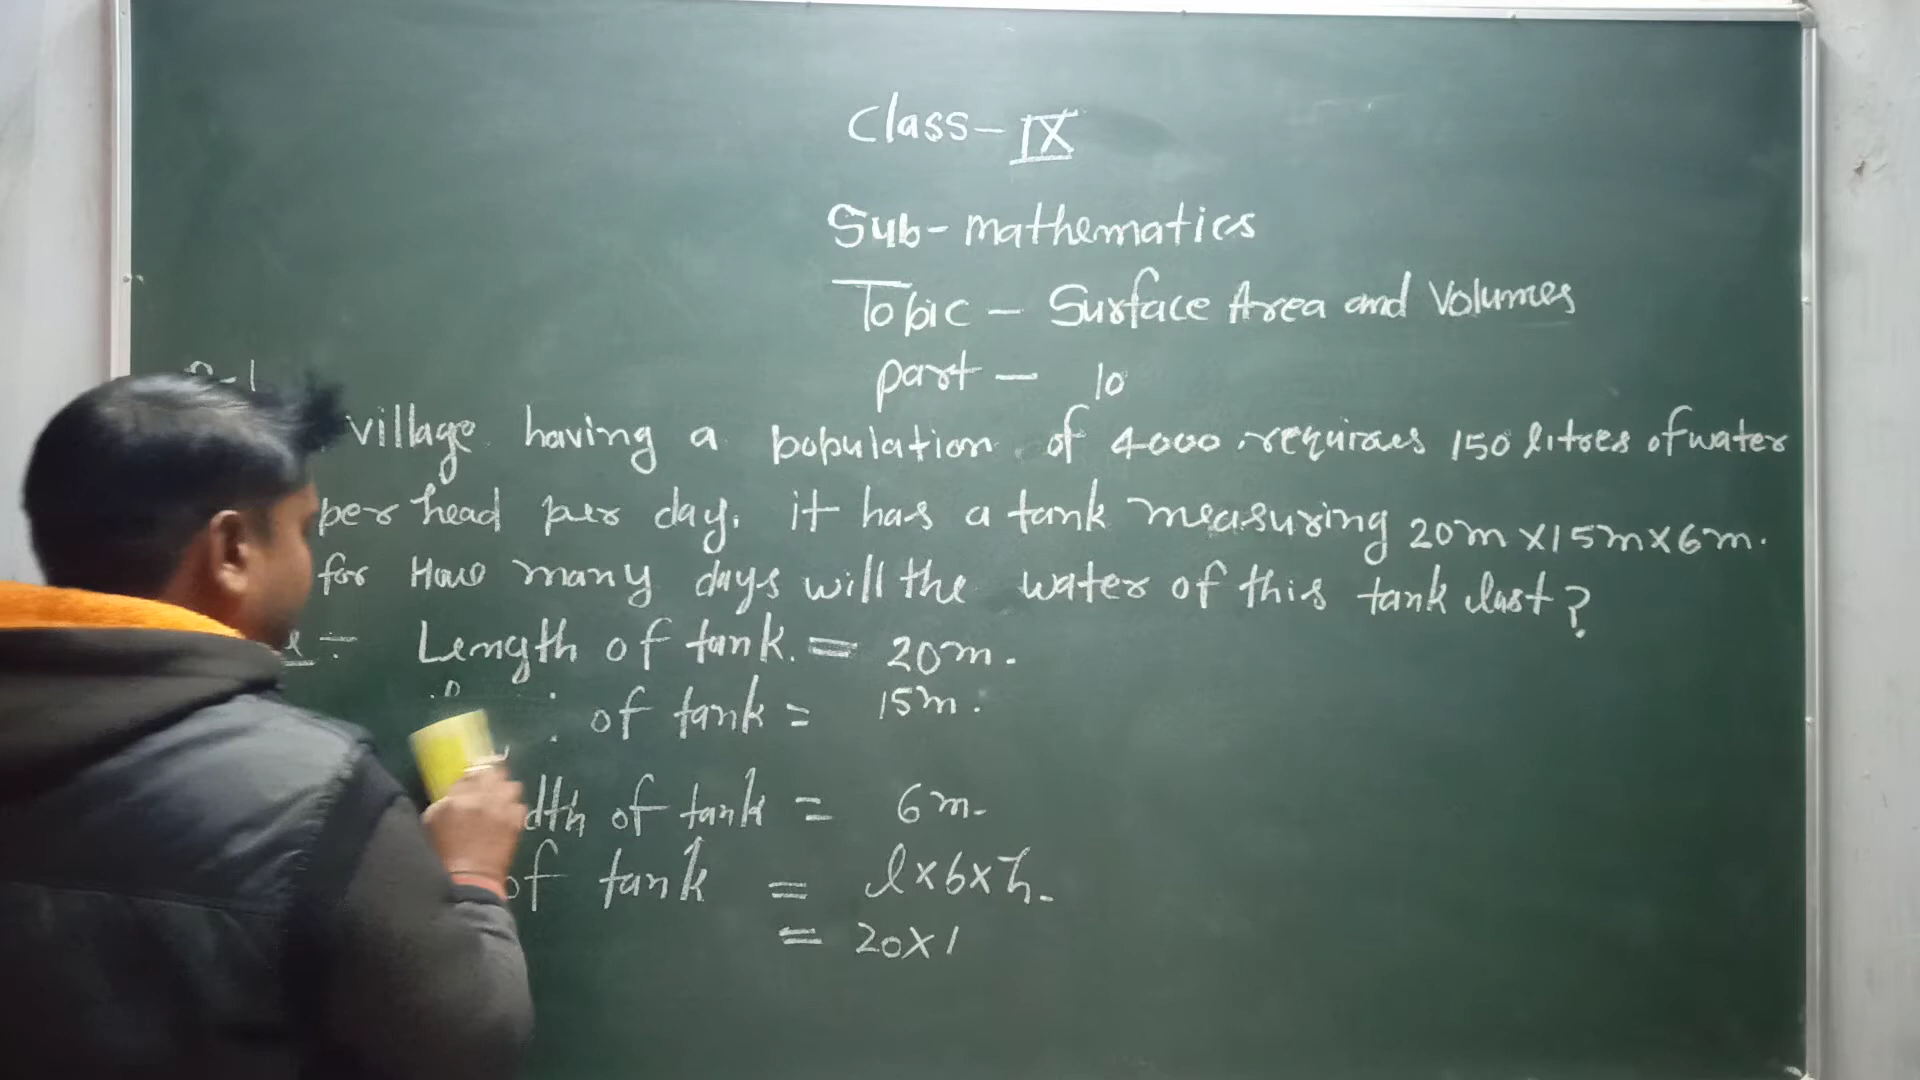 Class - IX
Sub - mathematics
Topic - Surface Area and Volumes
part - 10
village having a population of 4000 requires 150 litres of water
per head per day. it has a tank measuring 20m x 15m x 6m.
for How many days will the water of this tank last?
Length of tank. = 20m.
of tank = 15m.
dth of tank = 6m.
of tank = l x b x h.
= 20 x 1